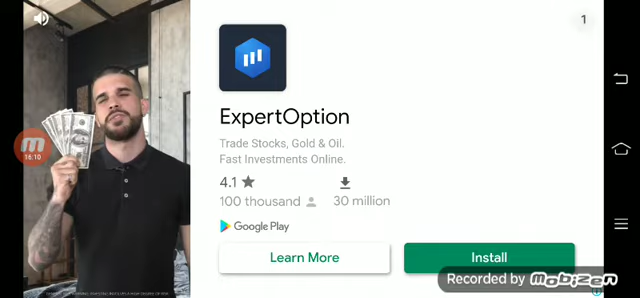 1
ExpertOption
Trade Stocks, Gold & Oil.
Fast Investments Online.
4.1 ★
100 thousand
30 million
M
16:10
Google Play
Learn More
Install
Recorded by Mobizen